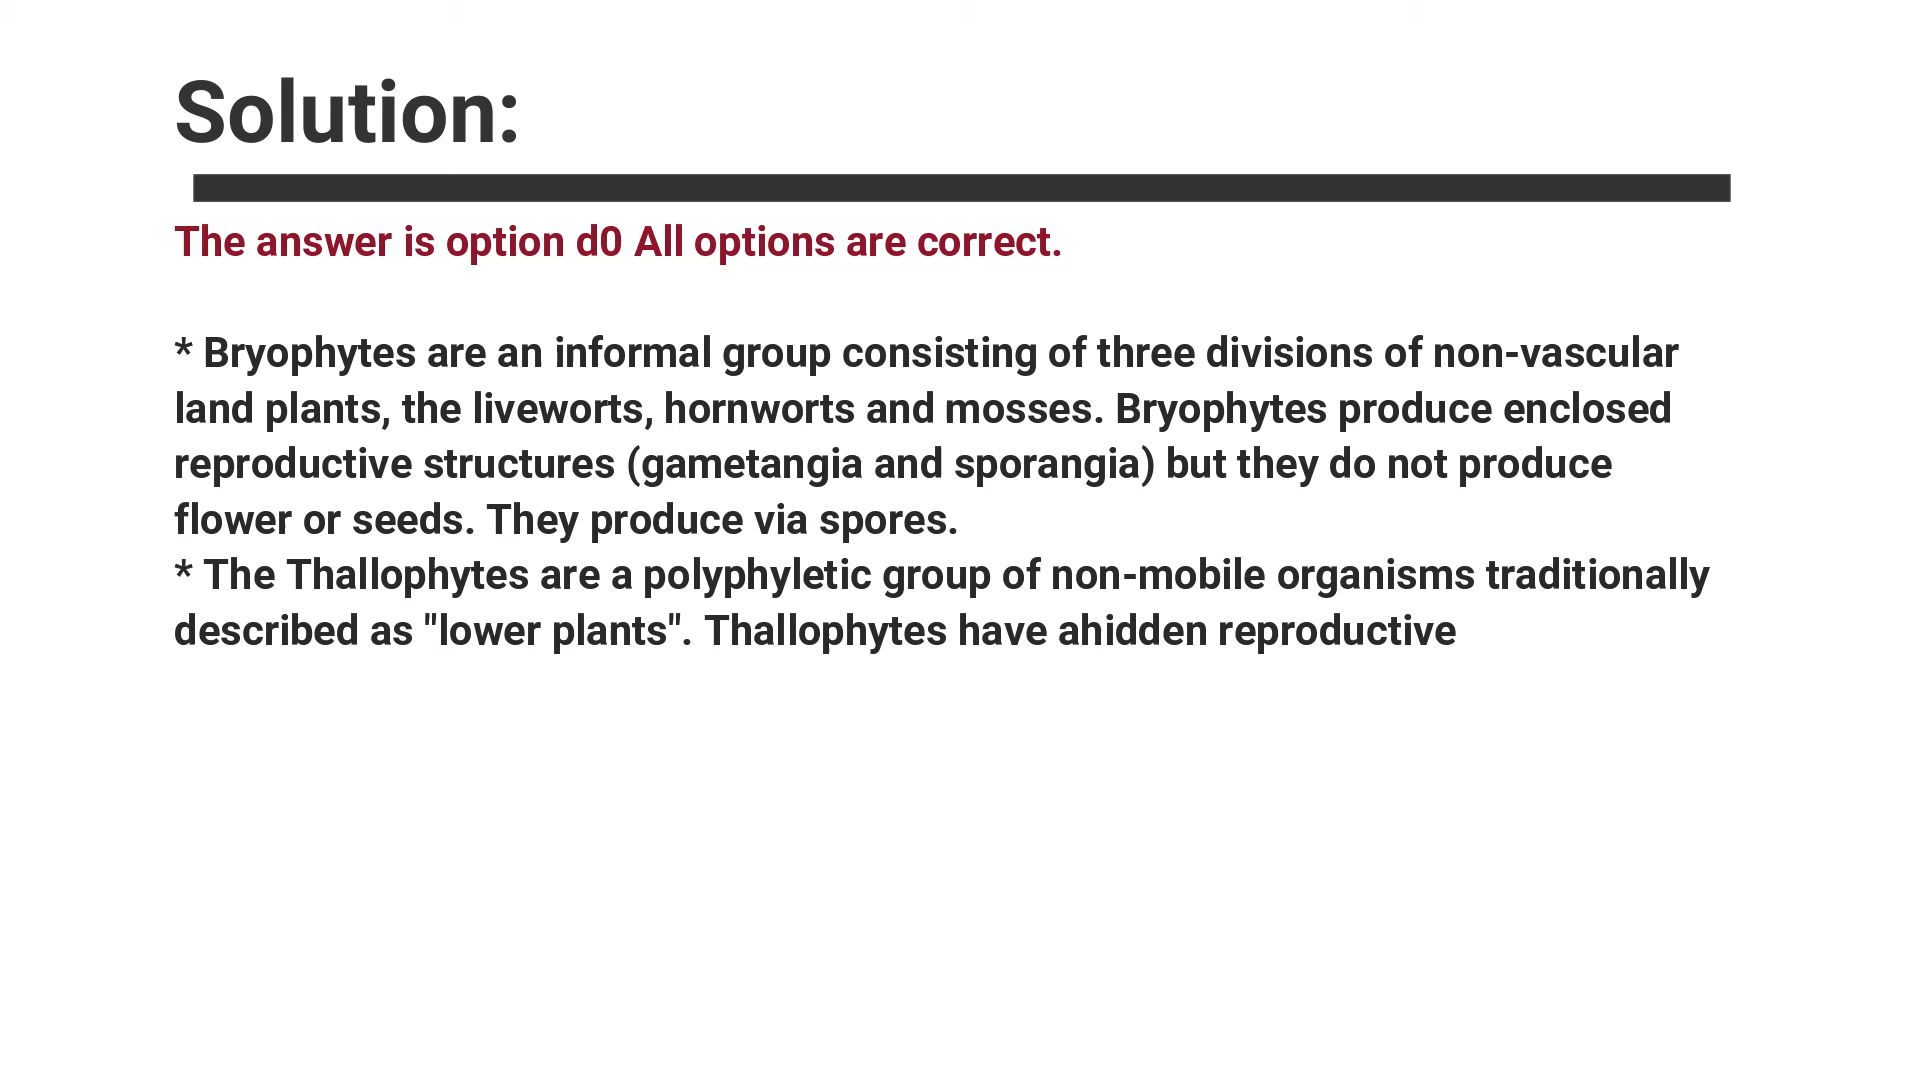 Solution:
The answer is option d0 All options are correct.
* Bryophytes are an informal group consisting of three divisions of non-vascular
land plants, the liveworts, hornworts and mosses. Bryophytes produce enclosed
reproductive structures (gametangia and sporangia) but they do not produce
flower or seeds. They produce via spores.
* The Thallophytes are a polyphyletic group of non-mobile organisms traditionally
described as "lower plants". Thallophytes have ahidden reproductive